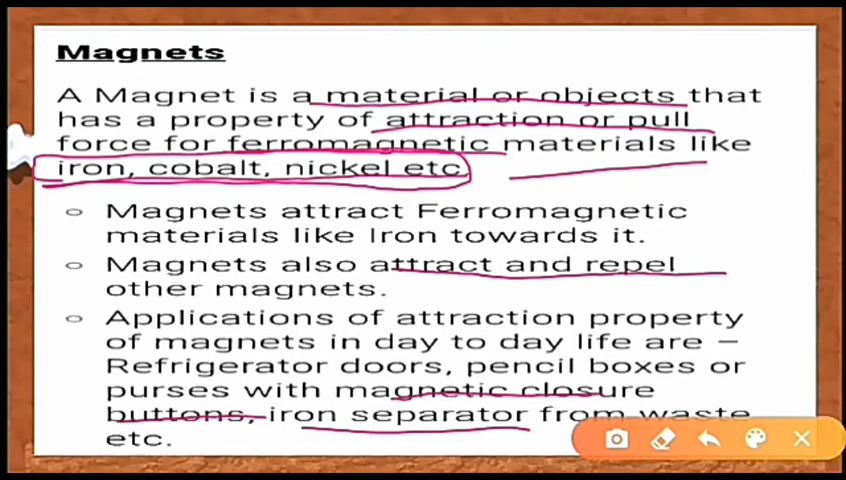 Magnets
A Magnet is a material or objects that
has a property of attraction or pull
force for ferromagnetic materials like
iron, cobalt, nickel etc
Magnets attract Ferromagnetic
materials like Iron towards it.
Magnets also attract and repel
other magnets.
Applications of attraction property
of magnets in day to day life are –
Refrigerator doors, pencil boxes or
purses with magnetic closure
buttons, iron separator from waste
etc.